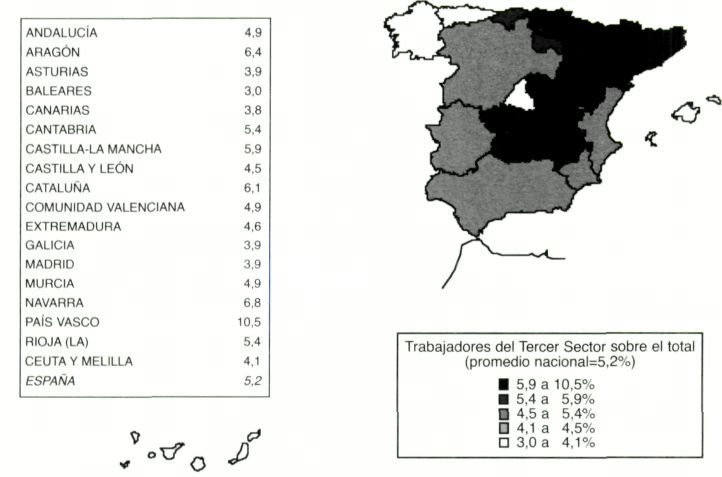 ANDALUCÍA 4,9
ARAGÓN 6,4
ASTURIAS 3,9
BALEARES 3,0
CANARIAS 3,8
CANTABRIA 5,4
CASTILLA-LA MANCHA 5,9
CASTILLA Y LEÓN 4,5
CATALUÑA 6,1
COMUNIDAD VALENCIANA 4,9
EXTREMADURA 4,6
GALICIA 3,9
MADRID 3,9
MURCIA 4,9
NAVARRA 6,8
PAÍS VASCO 10,5
RIOJA (LA) 5,4
CEUTA Y MELILLA 4,1
ESPAÑA 5,2
Trabajadores del Tercer Sector sobre el total
(promedio nacional=5,2%)
5,9 a 10,5%
5,4 a 5,9%
4,5 a 5,4%
4,1 a 4,5%
3,0 a 4,1%